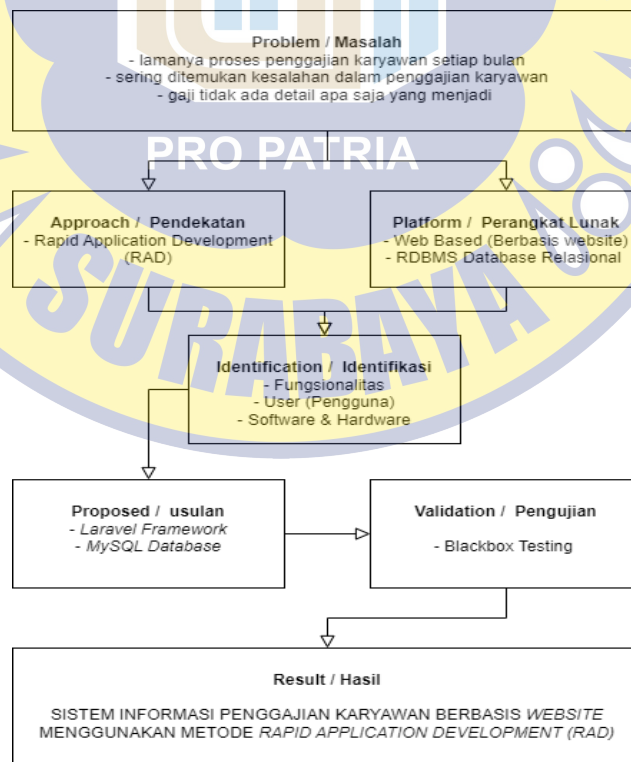 Problem / Masalah
- lamanya proses penggajian karyawan setiap bulan
- sering ditemukan kesalahan dalam penggajian karyawan
- gaji tidak ada detail apa saja yang menjadi
PRO PATRIA
Approach / Pendekatan
- Rapid Application Development
(RAD)
Platform / Perangkat Lunak
- Web Based (Berbasis website)
- RDBMS Database Relasional
SURABAYA
Identification / Identifikasi
- Fungsionalitas
- User (Pengguna)
- Software & Hardware
Proposed / usulan
- Laravel Framework
- MySQL Database
Validation / Pengujian
- Blackbox Testing
Result / Hasil
SISTEM INFORMASI PENGGAJIAN KARYAWAN BERBASIS WEBSITE
MENGGUNAKAN METODE RAPID APPLICATION DEVELOPMENT (RAD)